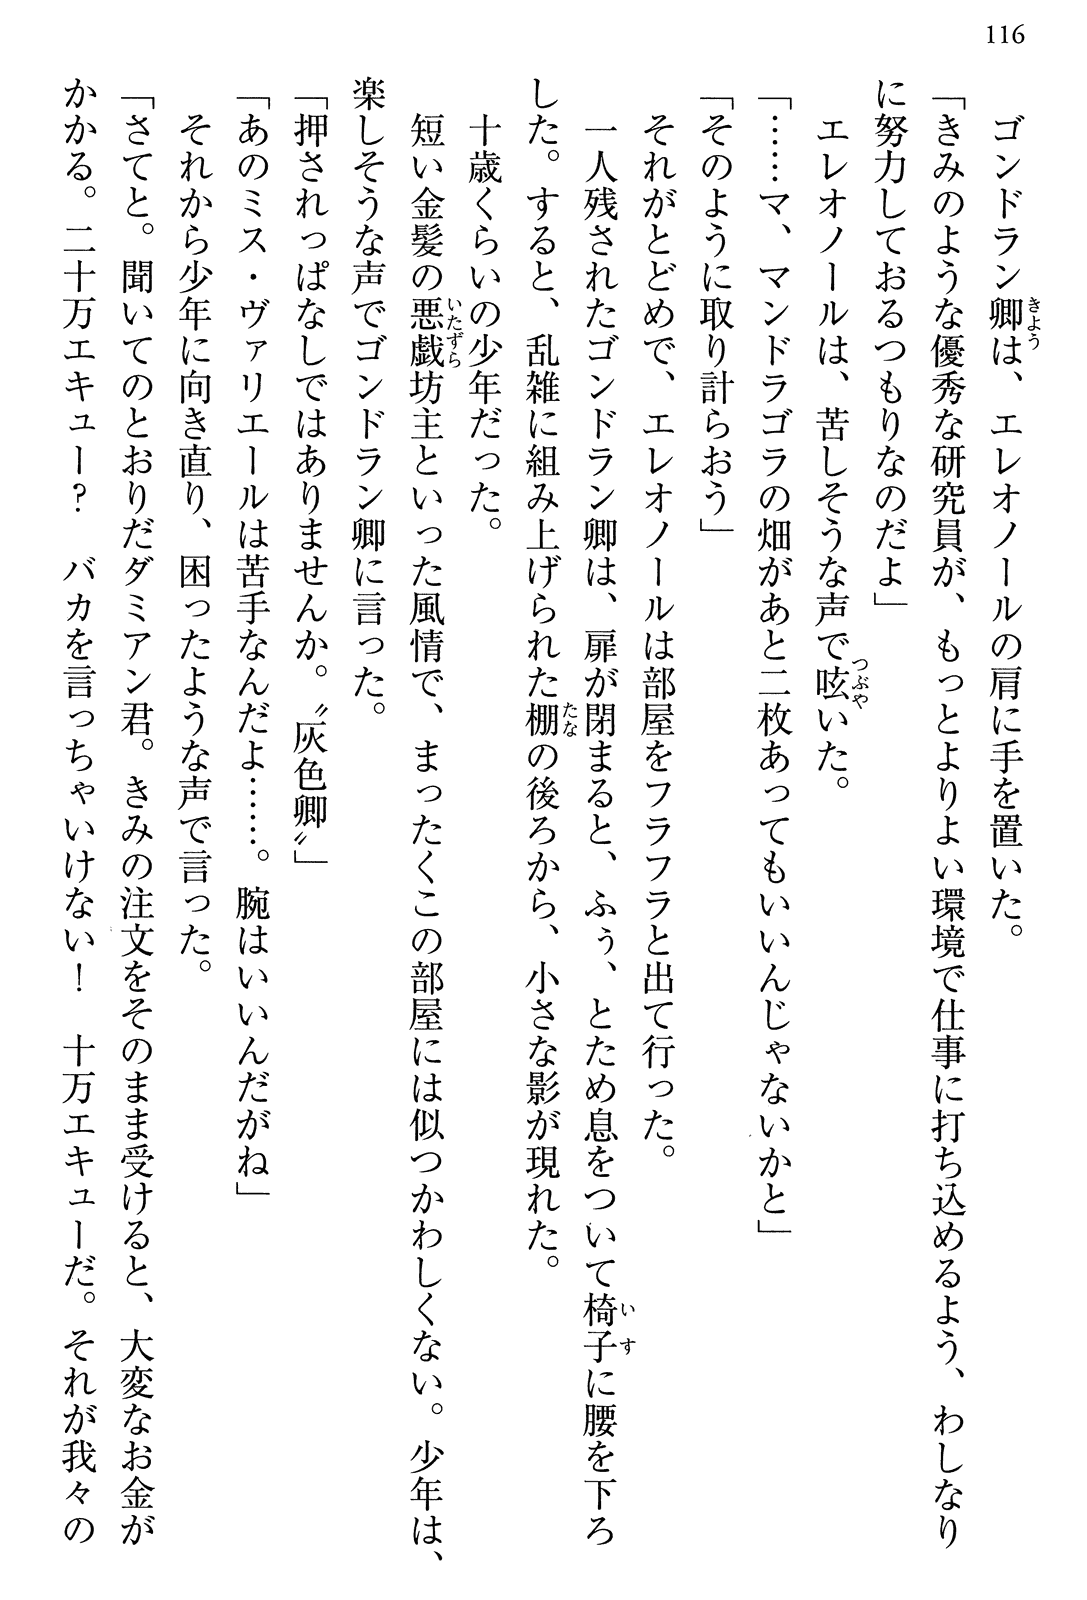 116
ゴンドラン卿は、エレオノールの肩に手を置いた。
「きみのような優秀な研究員が、もっとよりよい環境で仕事に打ち込めるよう、わしなり
に努力しておるつもりなのだよ」
エレオノールは、苦しそうな声で呟いた。
「……マ、マンドラゴラの畑があと二枚あってもいいんじゃないかと」
「そのように取り計らおう」
それがとどめで、エレオノールは部屋をフラフラと出て行った。
一人残されたゴンドラン卿は、扉が閉まると、ふぅ、とため息をついて椅子に腰を下ろ
した。すると、乱雑に組み上げられた棚の後ろから、小さな影が現れた。
十歳くらいの少年だった。
短い金髪の悪戯坊主といった風情で、まったくこの部屋には似つかわしくない。少年は、
楽しそうな声でゴンドラン卿に言った。
「押されっぱなしではありませんか。〝灰色卿〟」
「あのミス・ヴァリエールは苦手なんだよ……。腕はいいんだがね」
それから少年に向き直り、困ったような声で言った。
「さてと。聞いてのとおりだダミアン君。きみの注文をそのまま受けると、大変なお金が
かかる。二十万エキュー？　バカを言っちゃいけない！　十万エキューだ。それが我々の